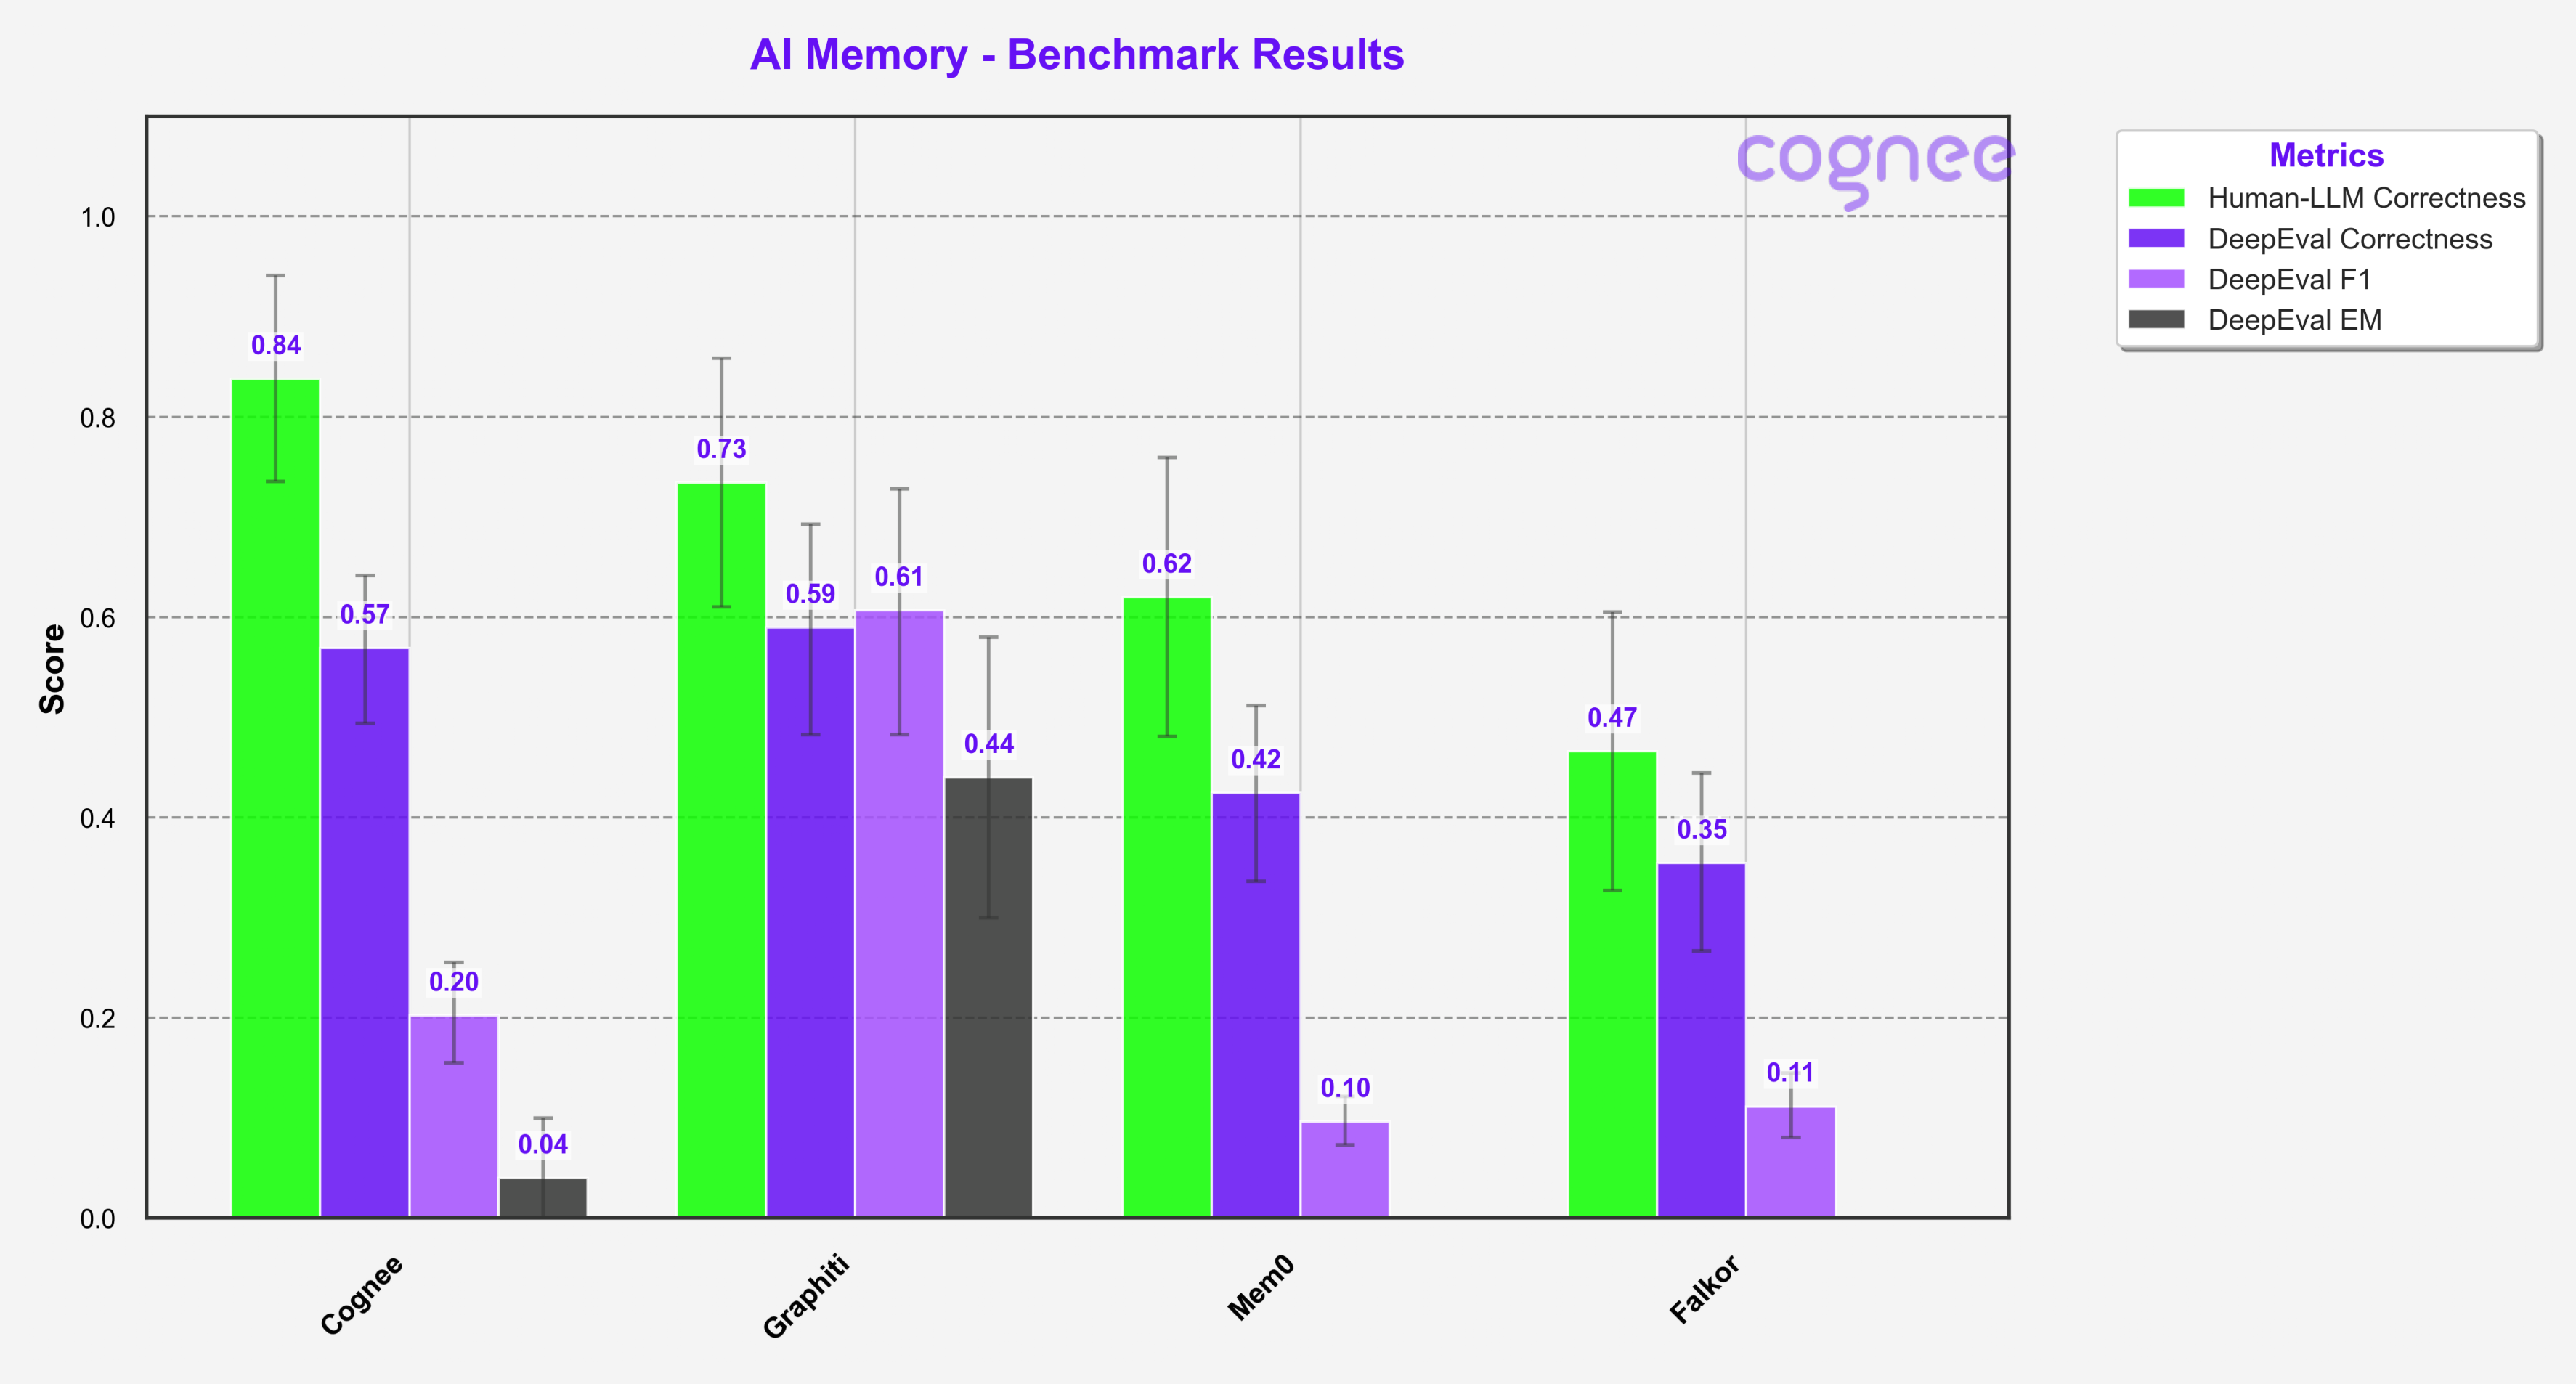 AI Memory - Benchmark Results
cognee
Metrics
Human-LLM Correctness
DeepEval Correctness
DeepEval F1
DeepEval EM
Score
1.0
0.8
0.6
0.4
0.2
0.0
0.84
0.57
0.20
0.04
0.73
0.59
0.61
0.44
0.62
0.42
0.10
0.47
0.35
0.11
Cognee
Graphiti
Mem0
Falkor